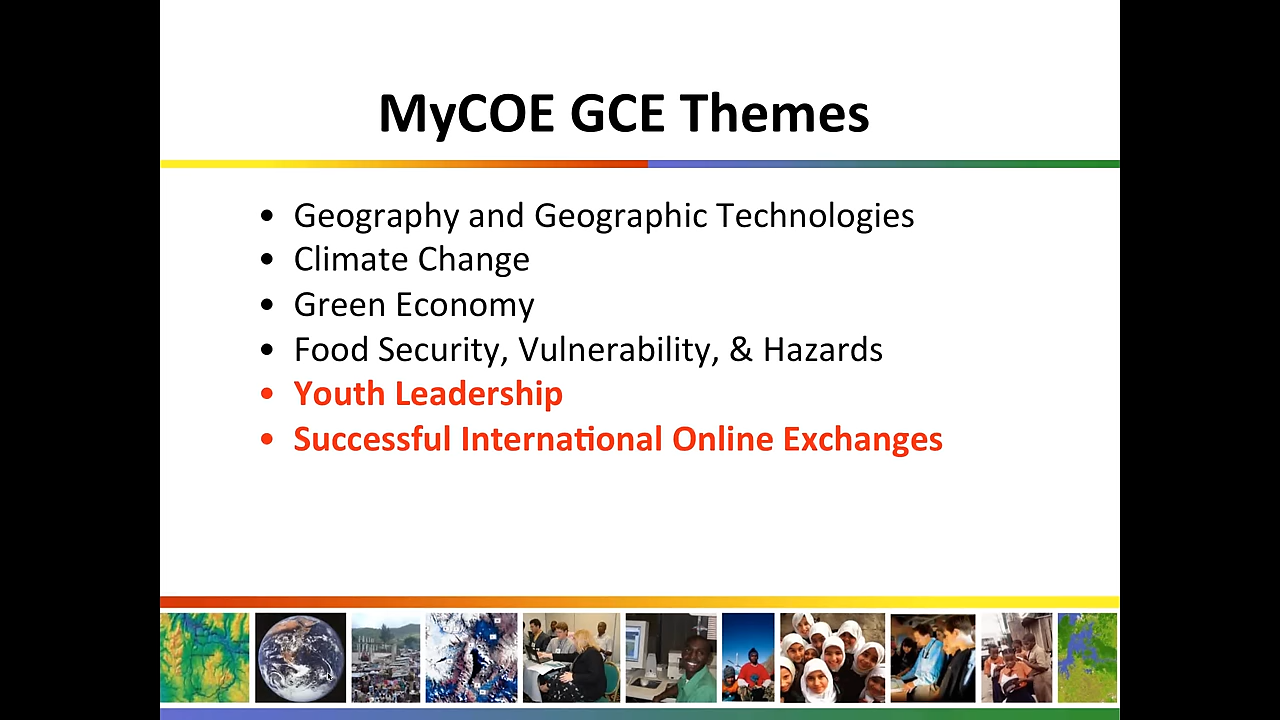 MyCOE GCE Themes
• Geography and Geographic Technologies
• Climate Change
• Green Economy
• Food Security, Vulnerability, & Hazards
• Youth Leadership
• Successful International Online Exchanges